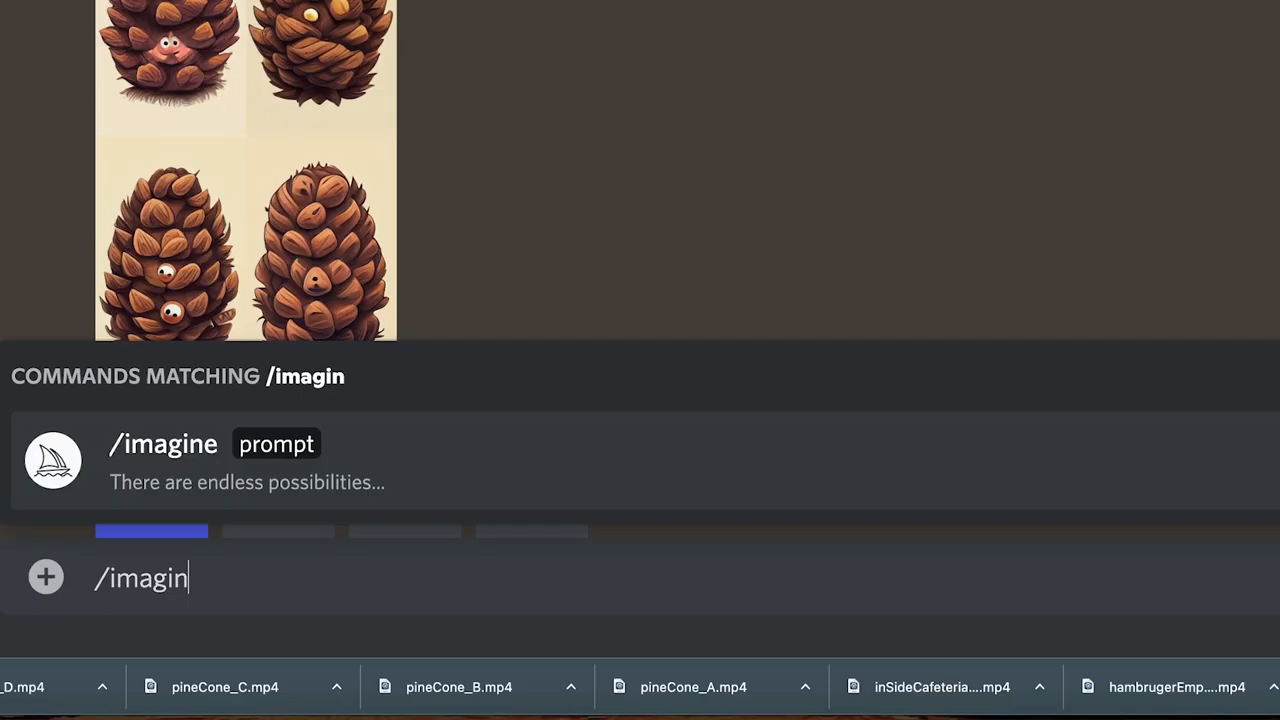 COMMANDS MATCHING /imagin
/imagine prompt
There are endless possibilities...
/imagin
_D.mp4 pineCone_C.mp4 pineCone_B.mp4 pineCone_A.mp4 inSideCafeteria....mp4 hambrugerEmp....mp4